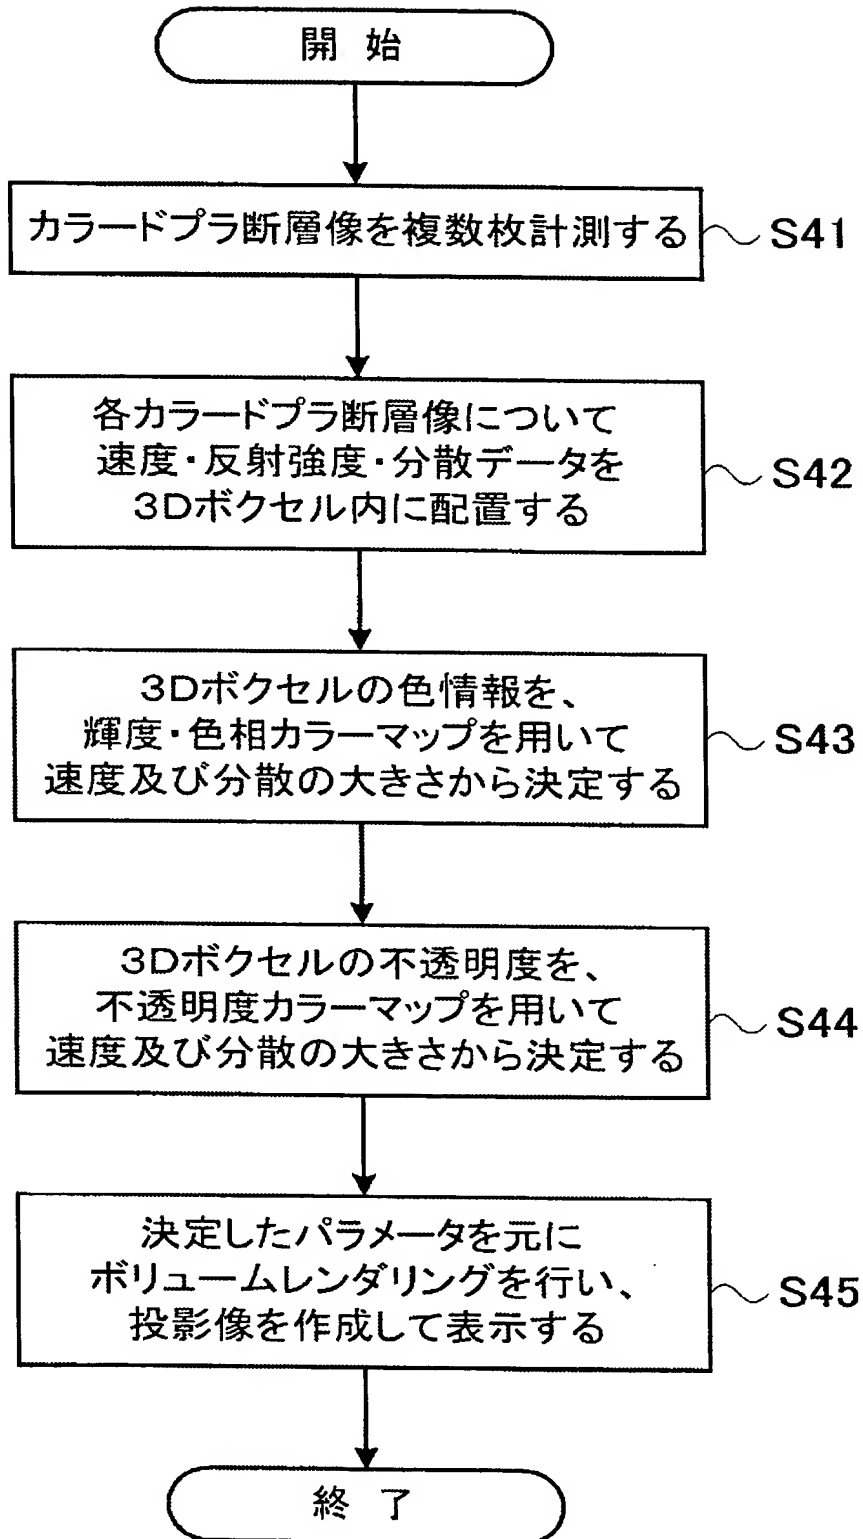 開 始
カラードプラ断層像を複数枚計測する
S41
各カラードプラ断層像について
速度・反射強度・分散データを
3Dボクセル内に配置する
S42
3Dボクセルの色情報を、
輝度・色相カラーマップを用いて
速度及び分散の大きさから決定する
S43
3Dボクセルの不透明度を、
不透明度カラーマップを用いて
速度及び分散の大きさから決定する
S44
決定したパラメータを元に
ボリュームレンダリングを行い、
投影像を作成して表示する
S45
終 了